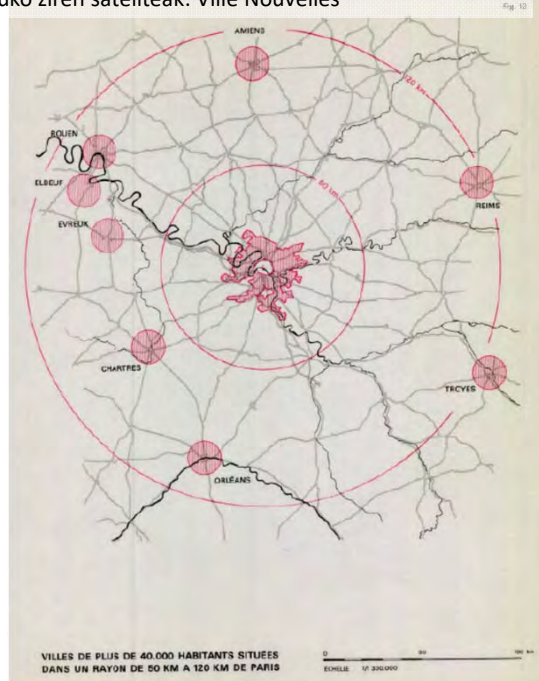 ziren sateliteak: Ville Nouvelles
Fig. 10
AMIENS
120 km
ROUEN
50 km
ELBEUF
REIMS
EVREUX
CHARTRES
TROYES
ORLÉANS
VILLES DE PLUS DE 40.000 HABITANTS SITUÉES
DANS UN RAYON DE 50 KM A 120 KM DE PARIS
0 50 100 km
ECHELLE